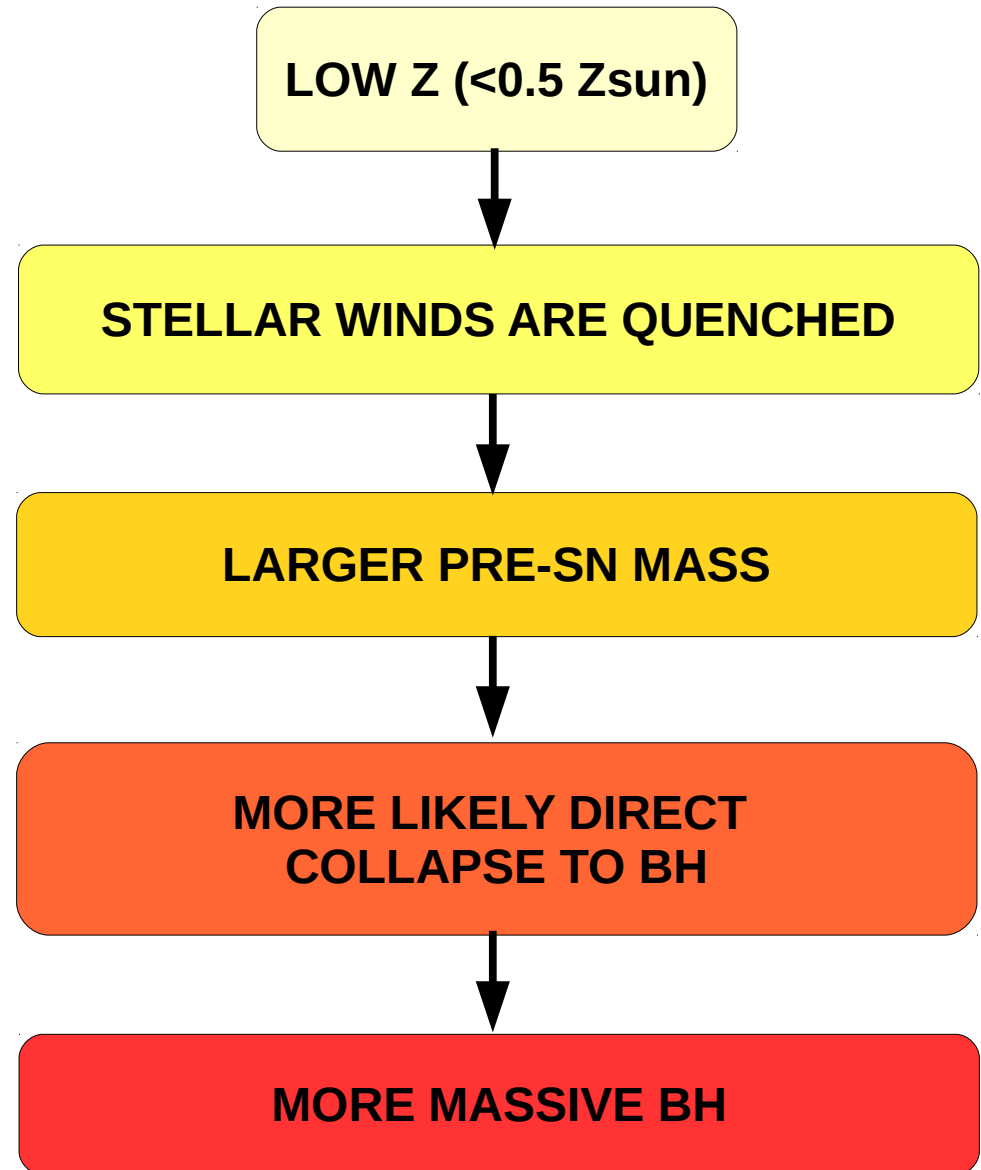 LOW Z (<0.5 Zsun)
STELLAR WINDS ARE QUENCHED
LARGER PRE-SN MASS
MORE LIKELY DIRECT
COLLAPSE TO BH
MORE MASSIVE BH